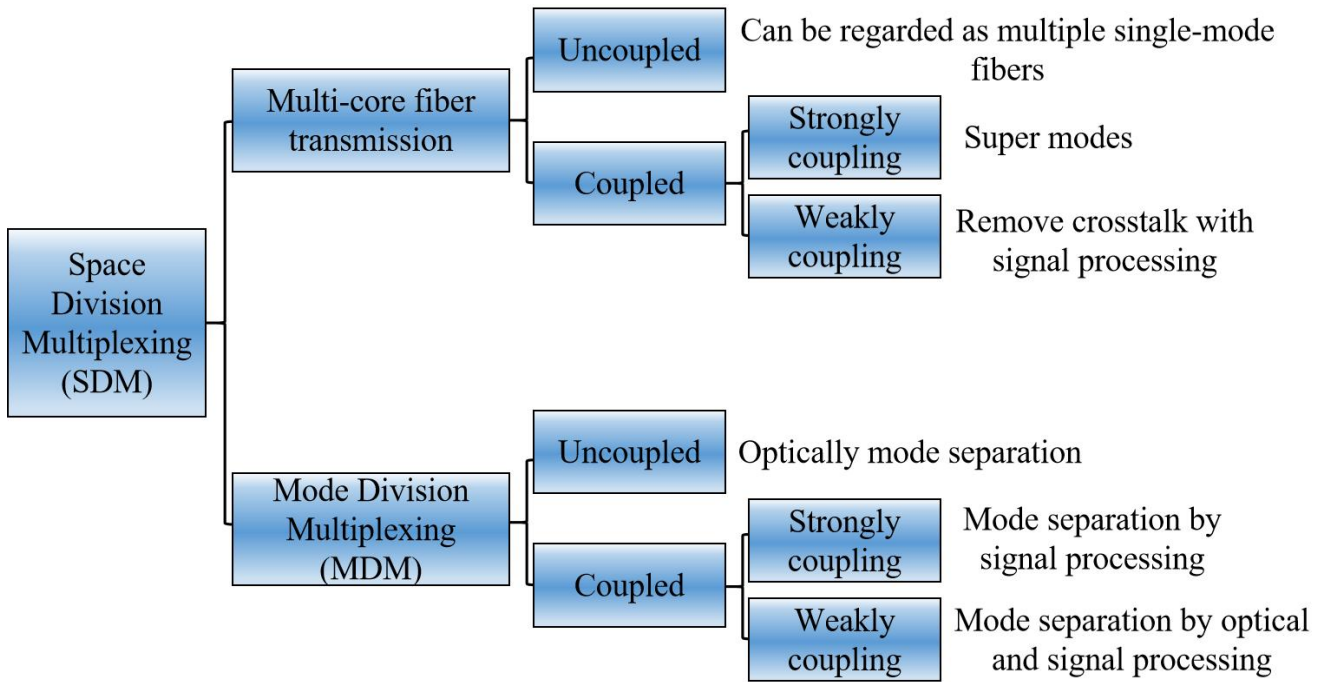 Space
Division
Multiplexing
(SDM)
Multi-core fiber
transmission
Uncoupled
Can be regarded as multiple single-mode
fibers
Coupled
Strongly
coupling
Super modes
Weakly
coupling
Remove crosstalk with
signal processing
Mode Division
Multiplexing
(MDM)
Uncoupled
Optically mode separation
Coupled
Strongly
coupling
Mode separation by
signal processing
Weakly
coupling
Mode separation by optical
and signal processing